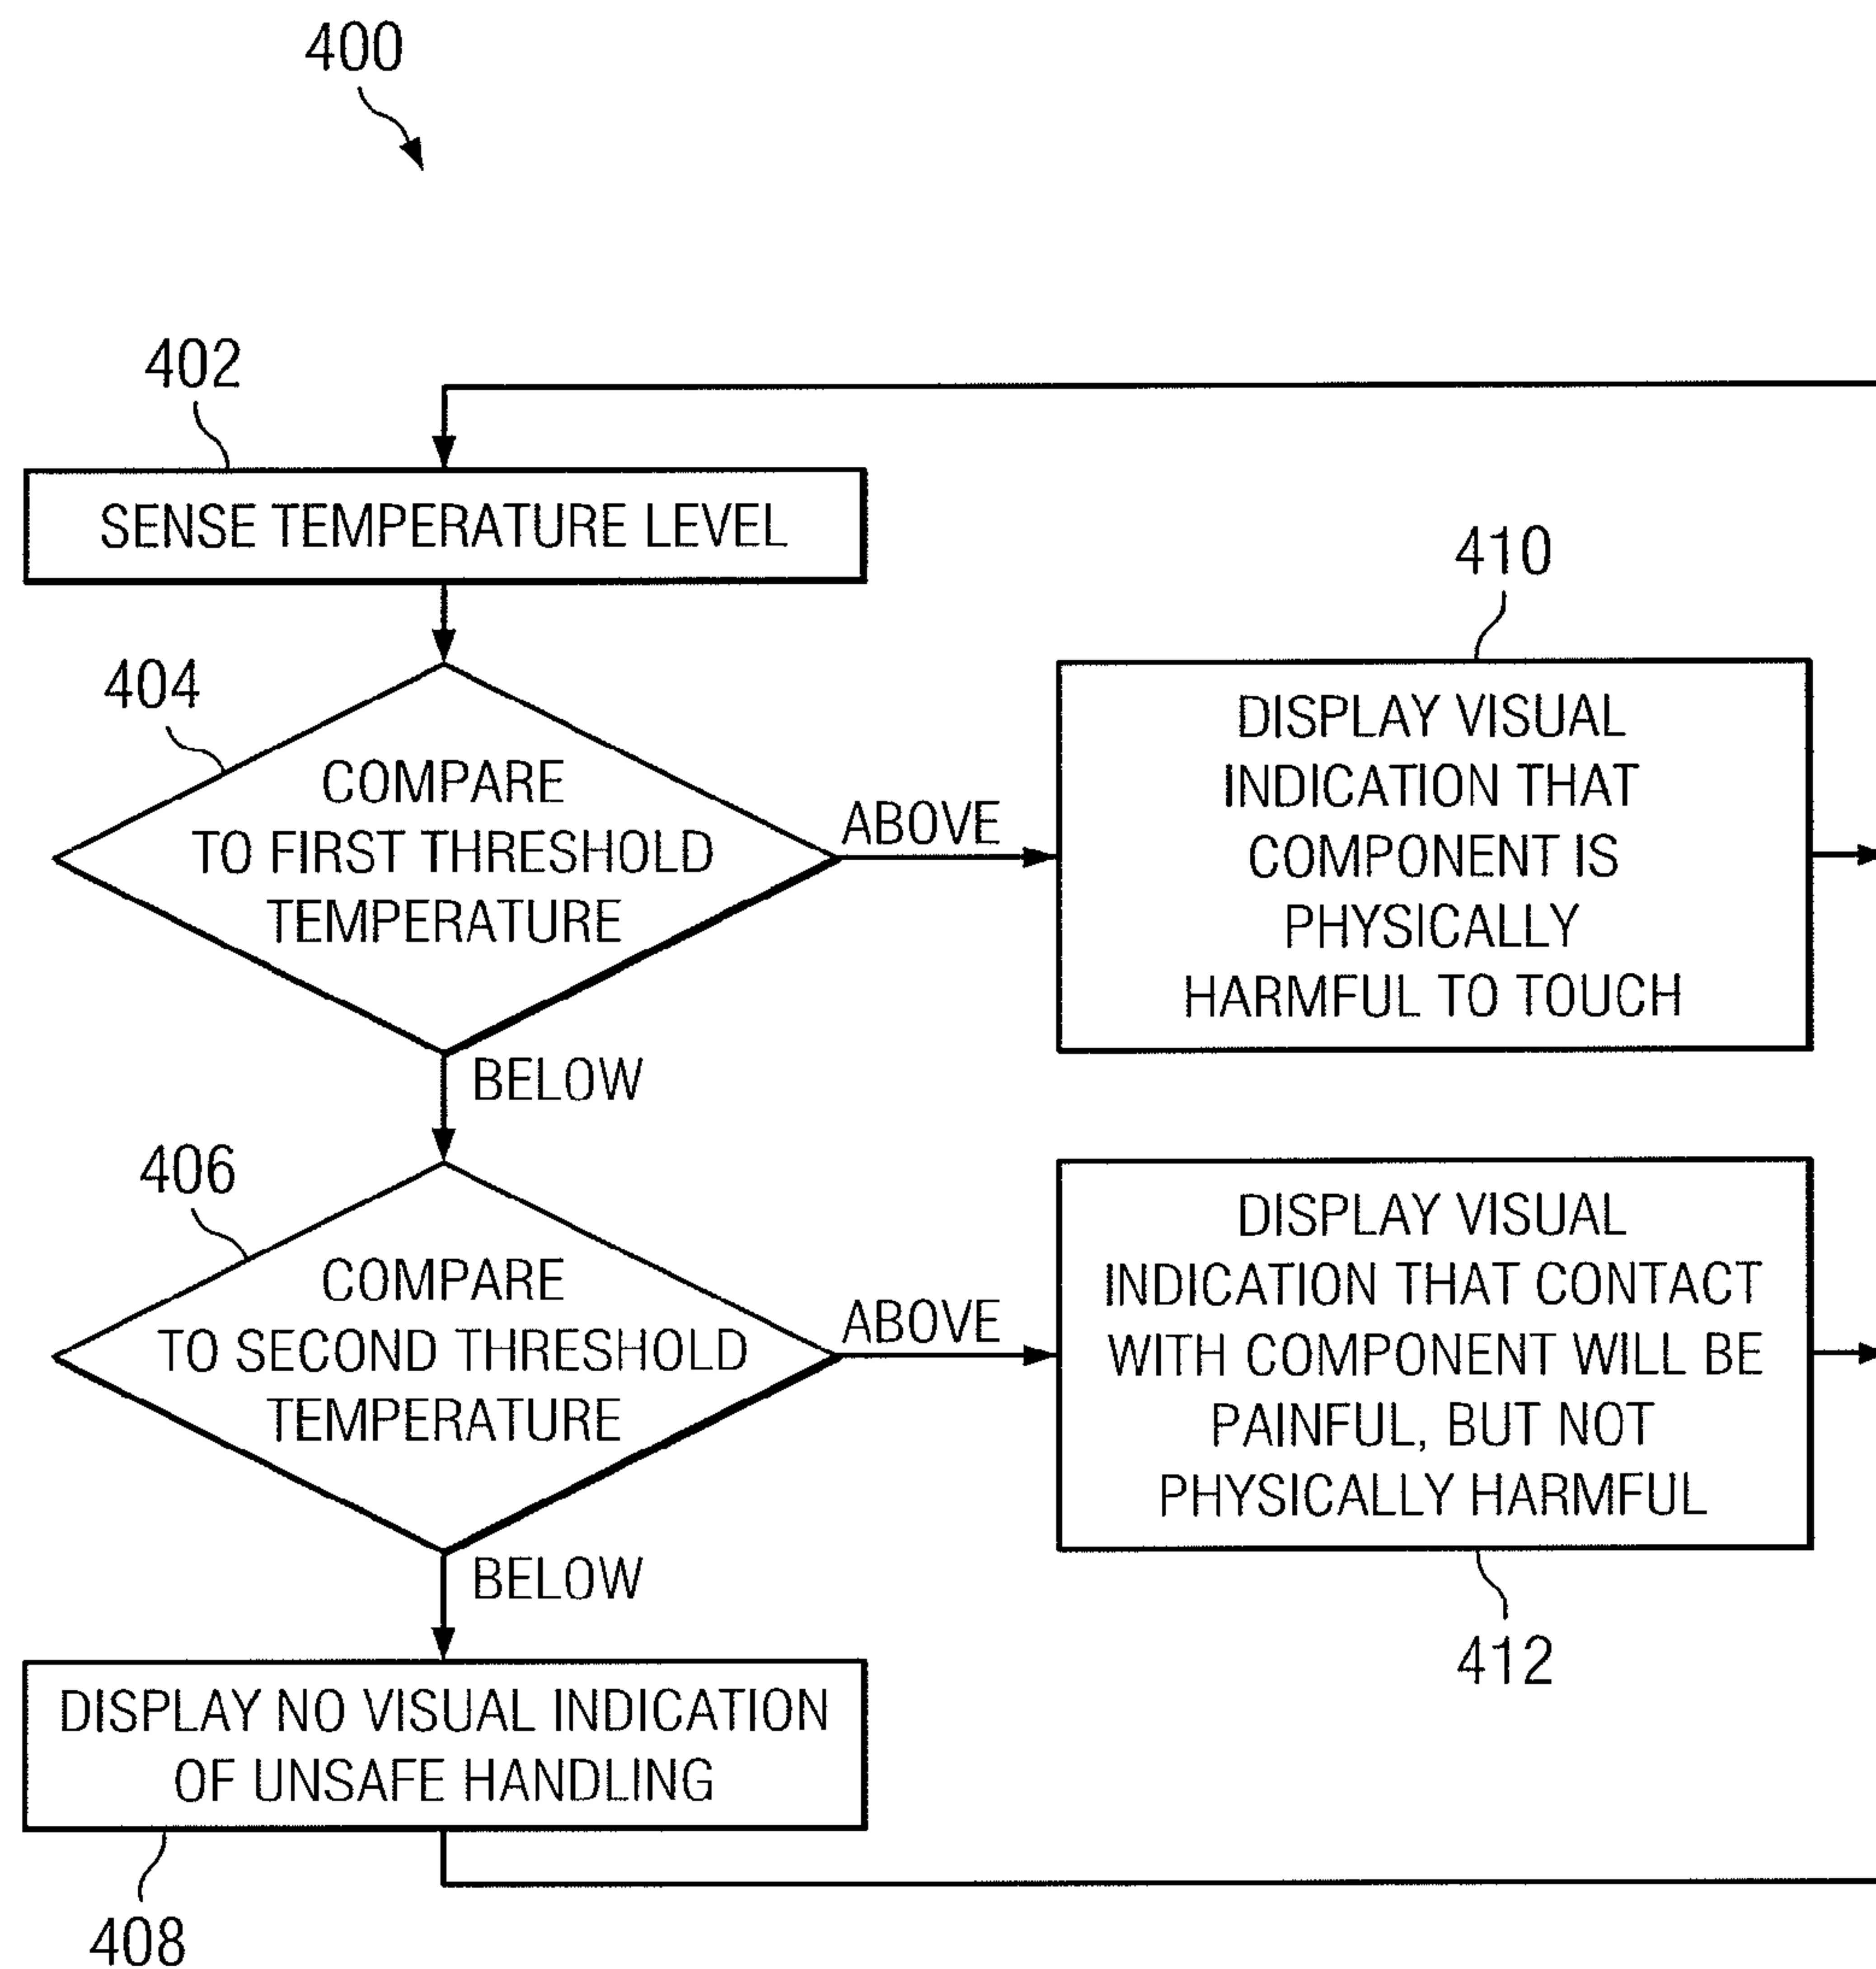 400
402
SENSE TEMPERATURE LEVEL
404
COMPARE
TO FIRST THRESHOLD
TEMPERATURE
ABOVE
410
DISPLAY VISUAL
INDICATION THAT
COMPONENT IS
PHYSICALLY
HARMFUL TO TOUCH
BELOW
406
COMPARE
TO SECOND THRESHOLD
TEMPERATURE
ABOVE
DISPLAY VISUAL
INDICATION THAT CONTACT
WITH COMPONENT WILL BE
PAINFUL, BUT NOT
PHYSICALLY HARMFUL
412
BELOW
DISPLAY NO VISUAL INDICATION
OF UNSAFE HANDLING
408